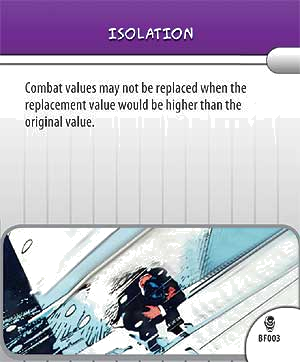 ISOLATION
Combat values may not be replaced when the
replacement value would be higher than the
original value.
BF003